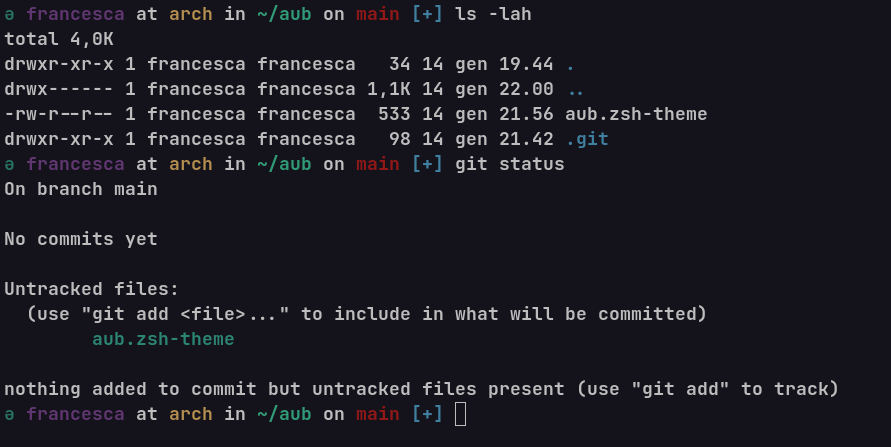 ə francesca at arch in ~/aub on main [+] ls -lah
total 4,0K
drwxr-xr-x 1 francesca francesca   34 14 gen 19.44 .
drwx------ 1 francesca francesca 1,1K 14 gen 22.00 ..
-rw-r--r-- 1 francesca francesca  533 14 gen 21.56 aub.zsh-theme
drwxr-xr-x 1 francesca francesca   98 14 gen 21.42 .git
ə francesca at arch in ~/aub on main [+] git status
On branch main
No commits yet
Untracked files:
  (use "git add <file>..." to include in what will be committed)
        aub.zsh-theme
nothing added to commit but untracked files present (use "git add" to track)
ə francesca at arch in ~/aub on main [+]